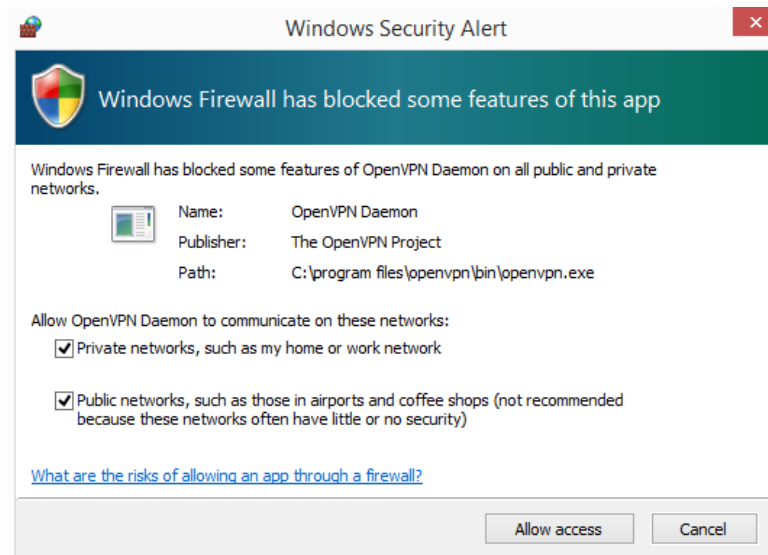 Windows Security Alert
Windows Firewall has blocked some features of this app
Windows Firewall has blocked some features of OpenVPN Daemon on all public and private
networks.
Name: OpenVPN Daemon
Publisher: The OpenVPN Project
Path: C:\program files\openvpn\bin\openvpn.exe
Allow OpenVPN Daemon to communicate on these networks:
Private networks, such as my home or work network
Public networks, such as those in airports and coffee shops (not recommended
because these networks often have little or no security)
What are the risks of allowing an app through a firewall?
Allow access Cancel